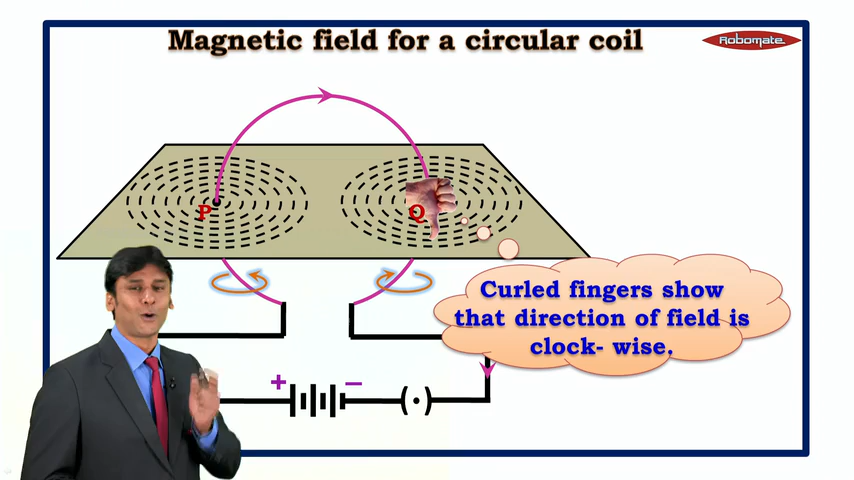 Magnetic field for a circular coil
Robomate
P
Q
Curled fingers show
that direction of field is
clock- wise.
+ –